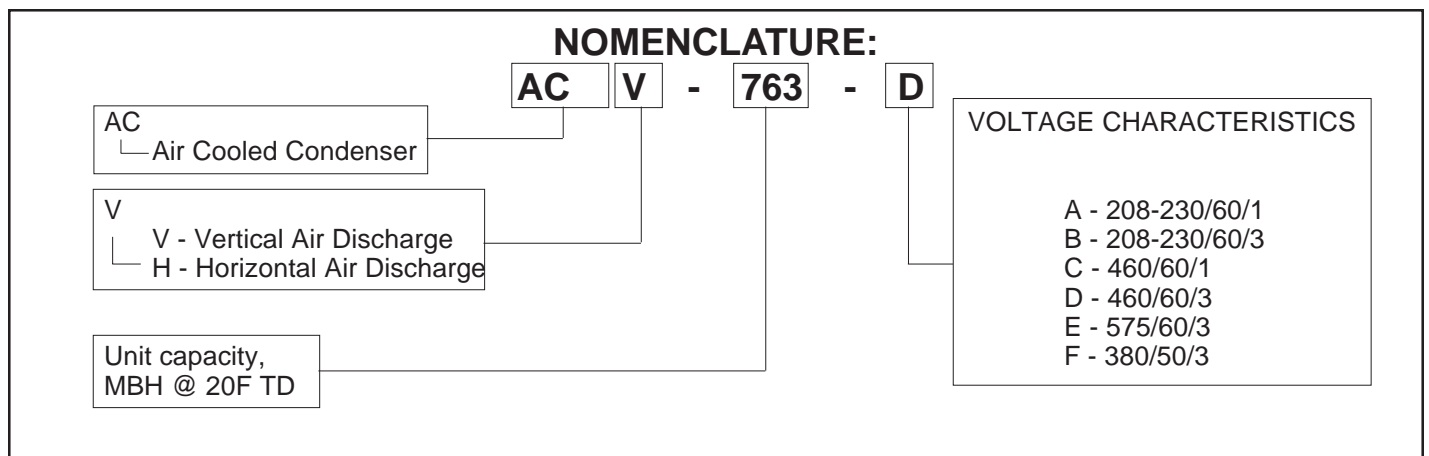 NOMENCLATURE:
AC V - 763 - D
AC
Air Cooled Condenser
V
V - Vertical Air Discharge
H - Horizontal Air Discharge
Unit capacity,
MBH @ 20F TD
VOLTAGE CHARACTERISTICS
A - 208-230/60/1
B - 208-230/60/3
C - 460/60/1
D - 460/60/3
E - 575/60/3
F - 380/50/3